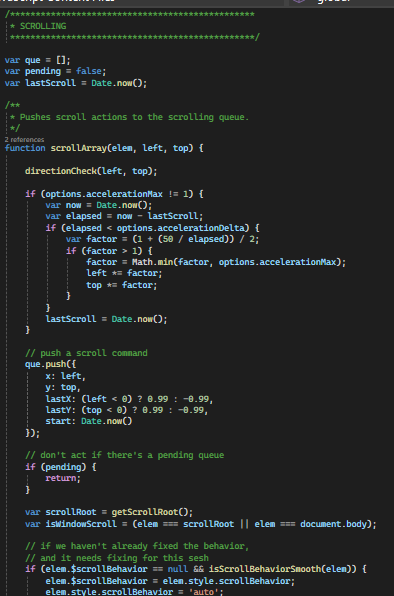 /************************************************
 * SCROLLING
 ************************************************/
var que = [];
var pending = false;
var lastScroll = Date.now();
/**
 * Pushes scroll actions to the scrolling queue.
 */
2 references
function scrollArray(elem, left, top) {
directionCheck(left, top);
if (options.accelerationMax != 1) {
var now = Date.now();
var elapsed = now - lastScroll;
if (elapsed < options.accelerationDelta) {
var factor = (1 + (50 / elapsed)) / 2;
if (factor > 1) {
factor = Math.min(factor, options.accelerationMax);
left *= factor;
top *= factor;
}
}
lastScroll = Date.now();
}
// push a scroll command
que.push({
x: left,
y: top,
lastX: (left < 0) ? 0.99 : -0.99,
lastY: (top < 0) ? 0.99 : -0.99,
start: Date.now()
});
// don't act if there's a pending queue
if (pending) {
return;
}
var scrollRoot = getScrollRoot();
var isWindowScroll = (elem === scrollRoot || elem === document.body);
// if we haven't already fixed the behavior,
// and it needs fixing for this sesh
if (elem.$scrollBehavior == null && isScrollBehaviorSmooth(elem)) {
elem.$scrollBehavior = elem.style.scrollBehavior;
elem.style.scrollBehavior = 'auto';